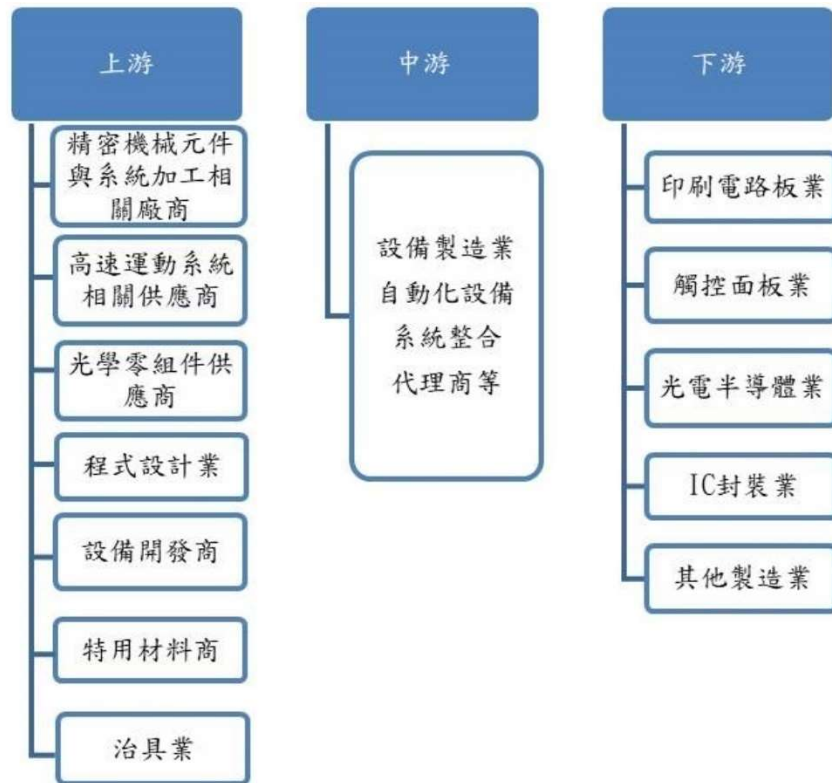 上游
精密機械元件
與系統加工相
關廠商
高速運動系統
相關供應商
光學零組件供
應商
程式設計業
設備開發商
特用材料商
治具業
中游
設備製造業
自動化設備
系統整合
代理商等
下游
印刷電路板業
觸控面板業
光電半導體業
IC封裝業
其他製造業